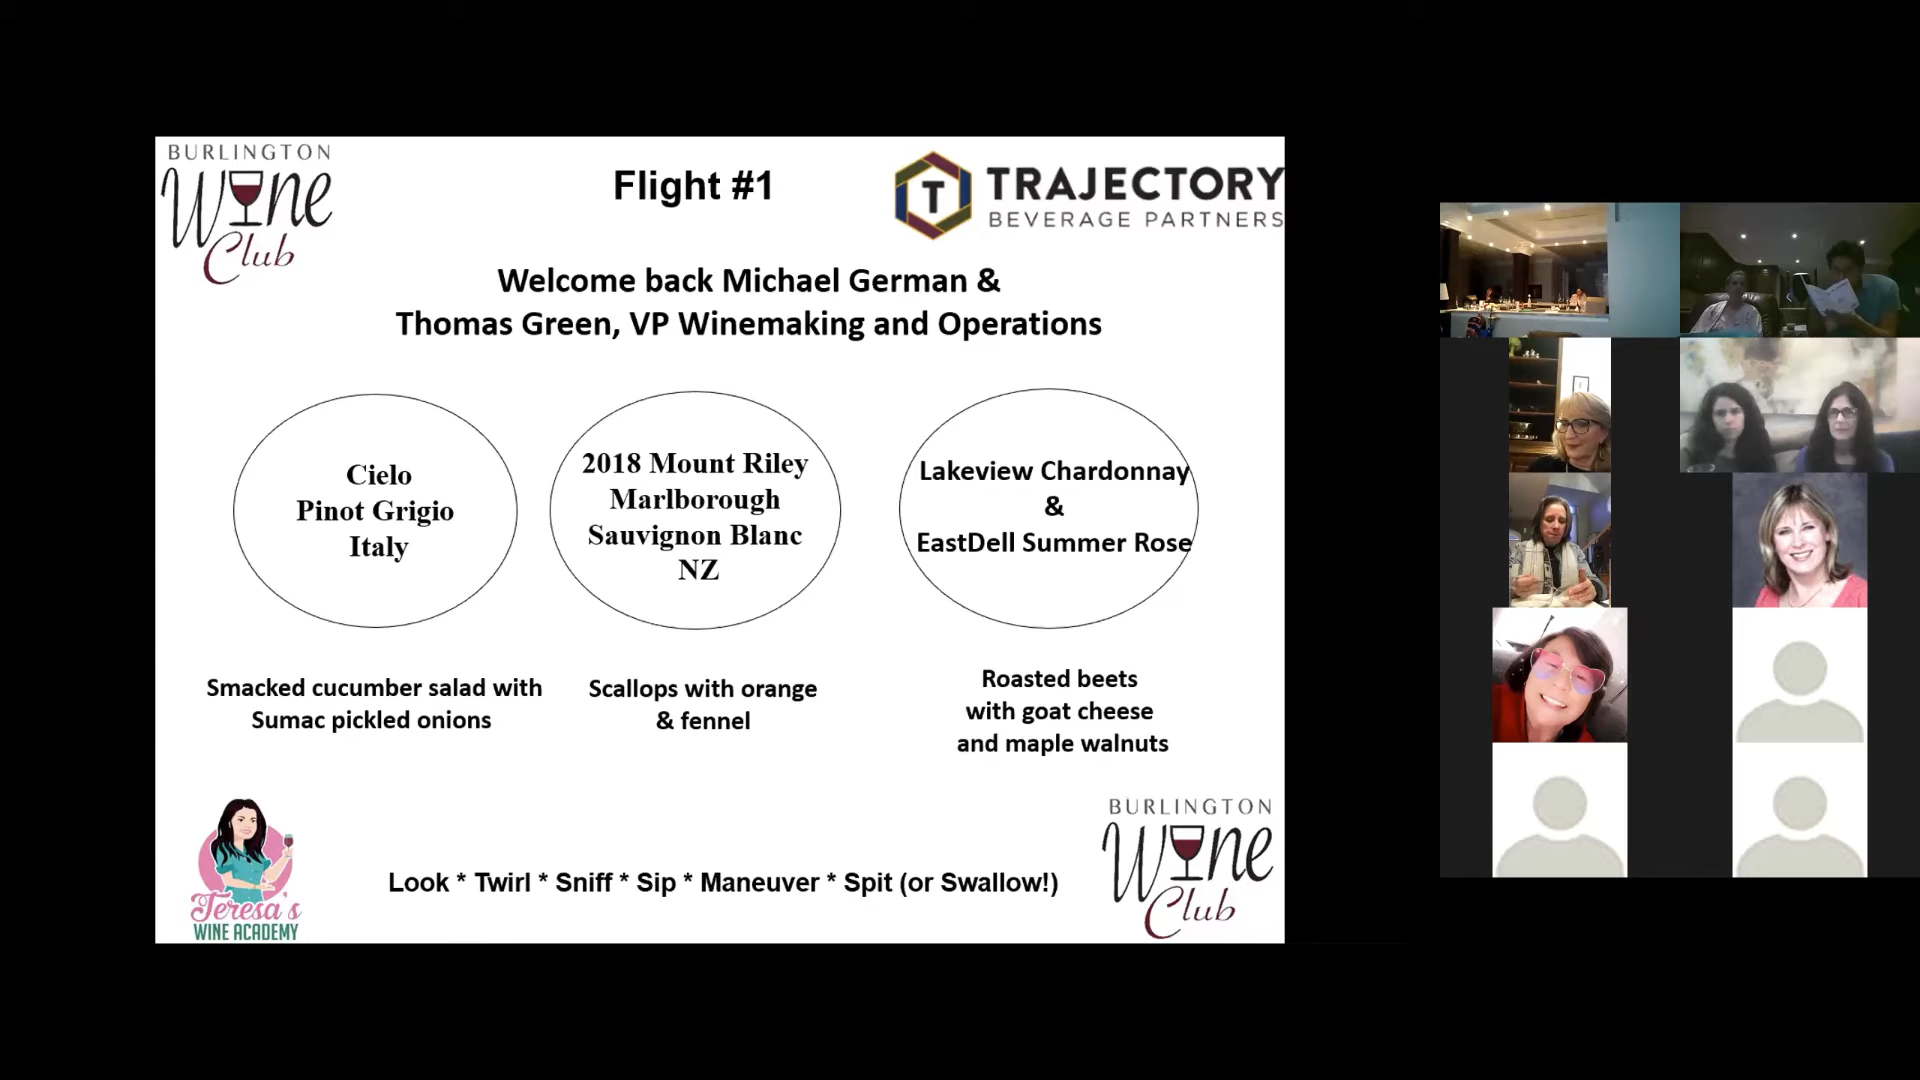 BURLINGTON
Wine
Club
Flight #1
T
TRAJECTORY
BEVERAGE PARTNERS
Welcome back Michael German &
Thomas Green, VP Winemaking and Operations
Cielo
Pinot Grigio
Italy
2018 Mount Riley
Marlborough
Sauvignon Blanc
NZ
Lakeview Chardonnay
&
EastDell Summer Rose
Smacked cucumber salad with
Sumac pickled onions
Scallops with orange
& fennel
Roasted beets
with goat cheese
and maple walnuts
Teresa's
WINE ACADEMY
Look * Twirl * Sniff * Sip * Maneuver * Spit (or Swallow!)
BURLINGTON
Wine
Club